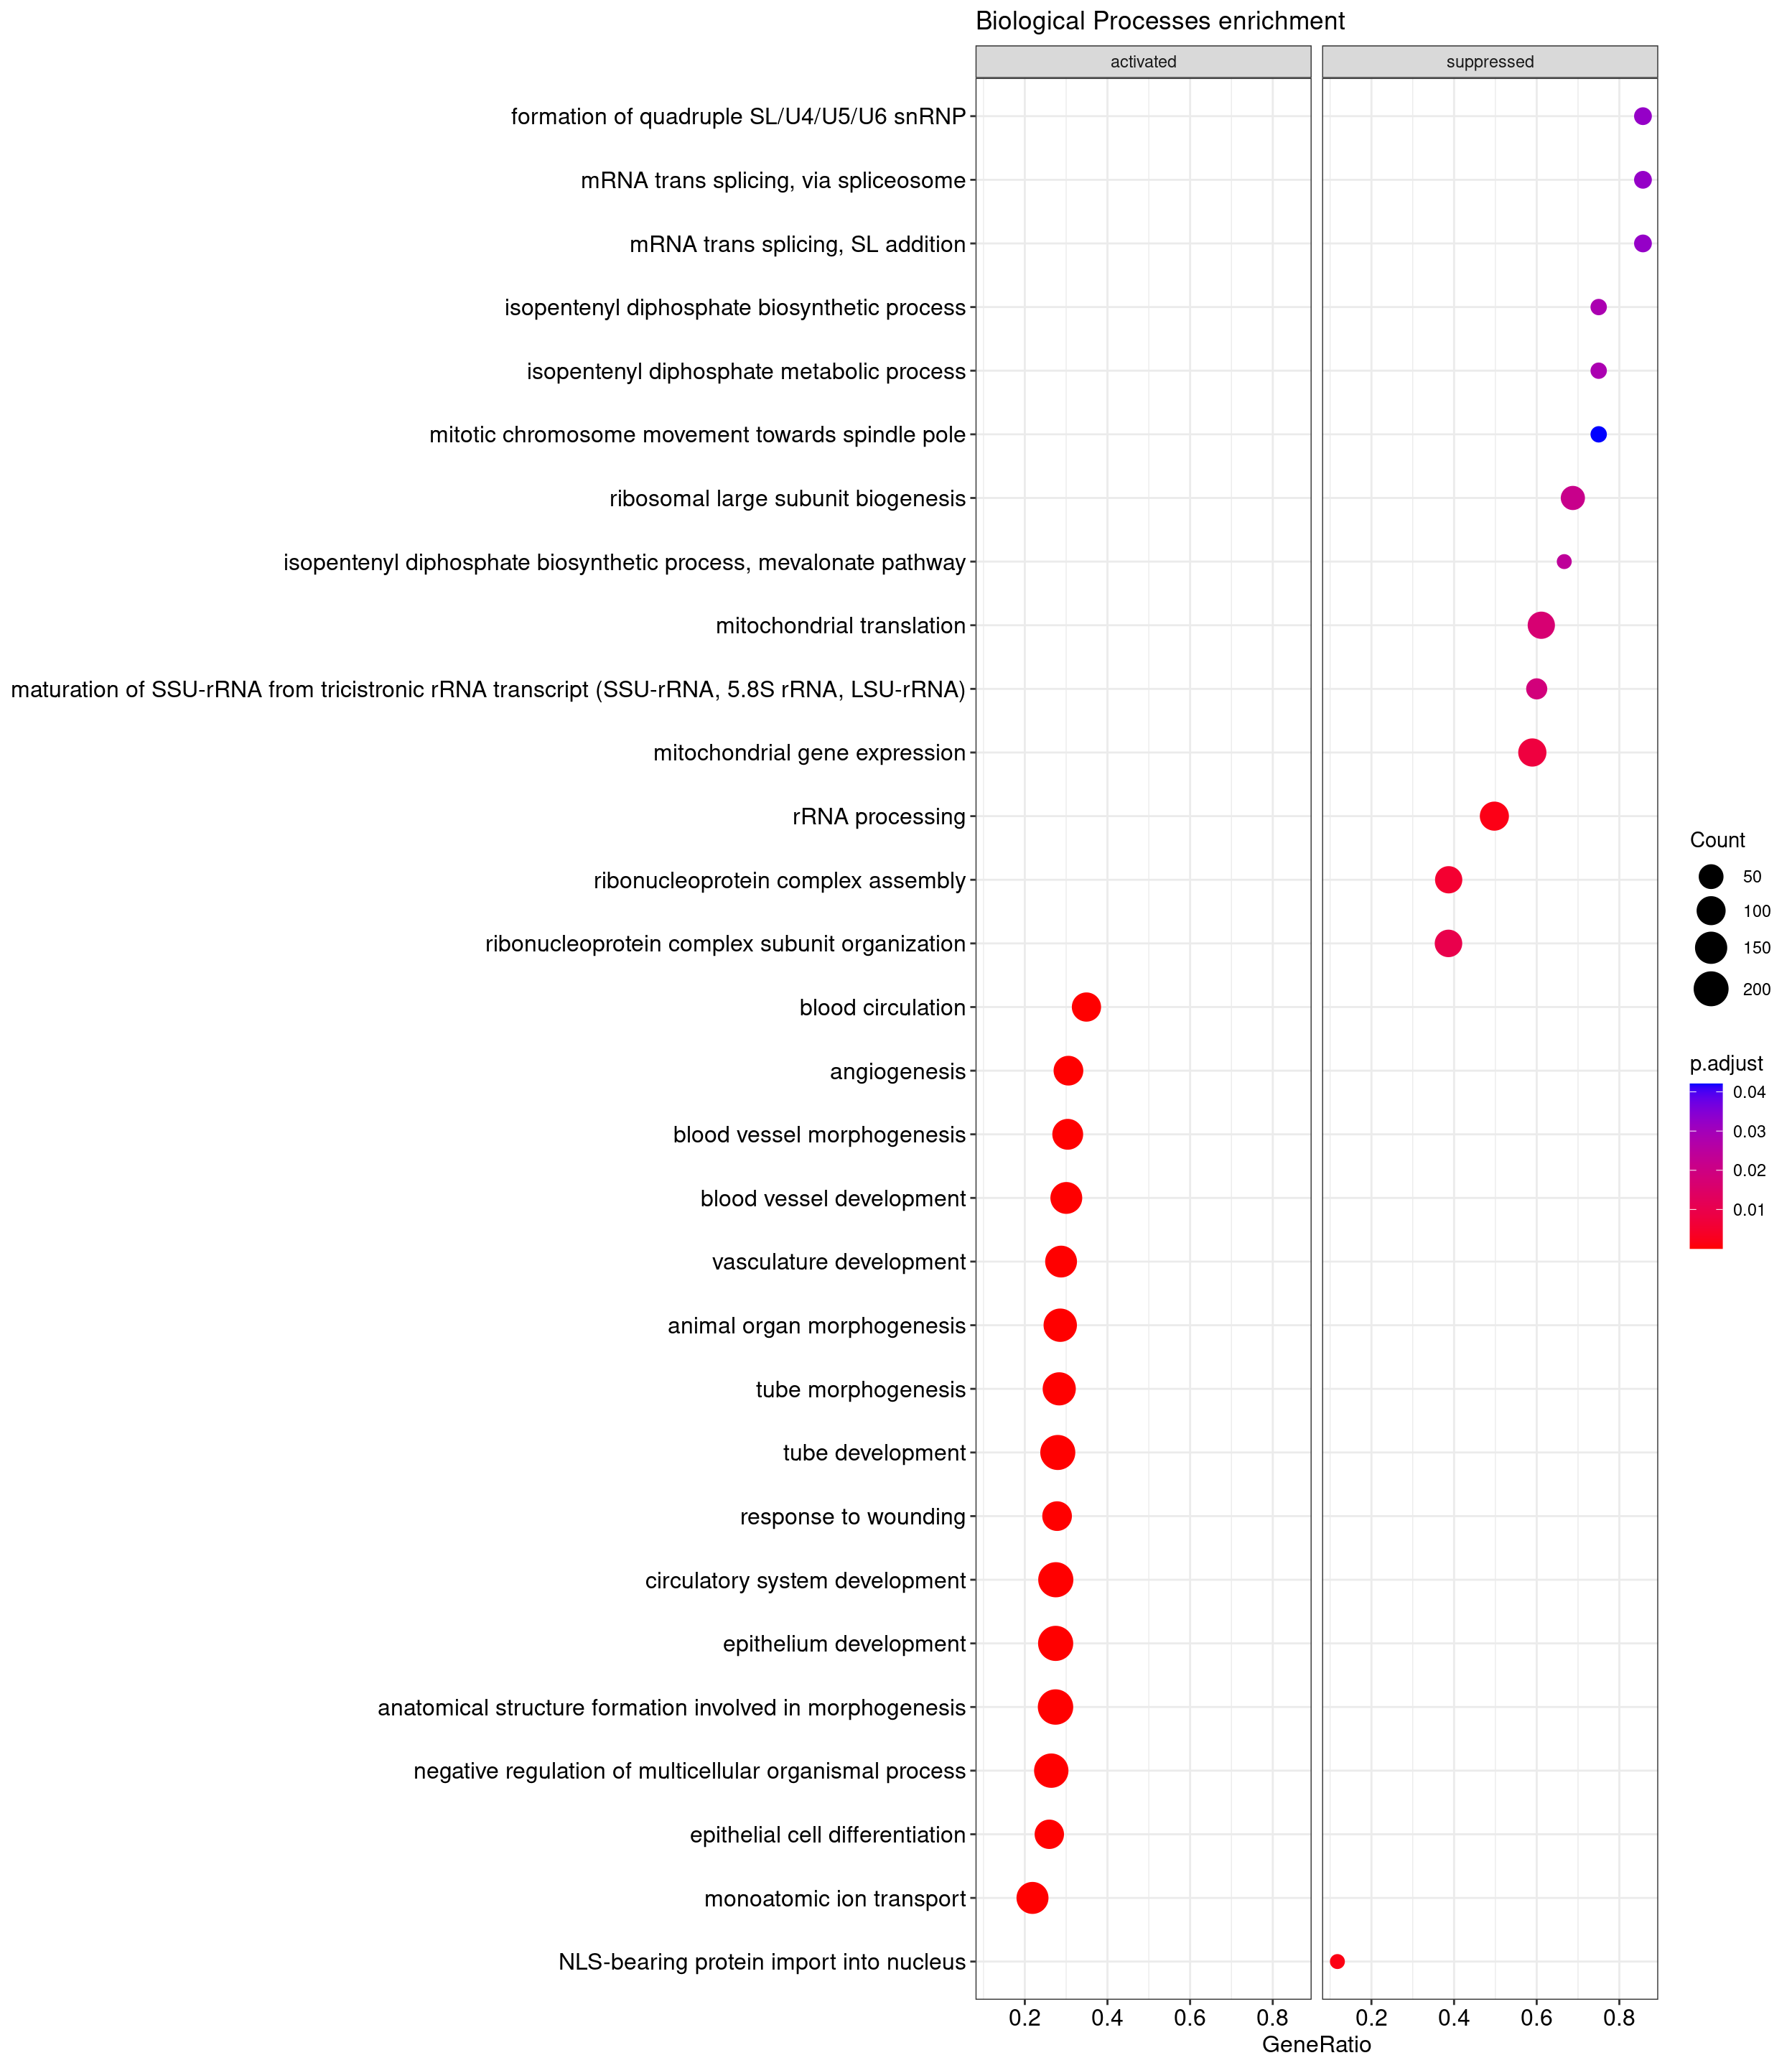 Biological Processes enrichment
activated
suppressed
formation of quadruple SL/U4/U5/U6 snRNP
mRNA trans splicing, via spliceosome
mRNA trans splicing, SL addition
isopentenyl diphosphate biosynthetic process
isopentenyl diphosphate metabolic process
mitotic chromosome movement towards spindle pole
ribosomal large subunit biogenesis
isopentenyl diphosphate biosynthetic process, mevalonate pathway
mitochondrial translation
maturation of SSU-rRNA from tricistronic rRNA transcript (SSU-rRNA, 5.8S rRNA, LSU-rRNA)
mitochondrial gene expression
rRNA processing
ribonucleoprotein complex assembly
ribonucleoprotein complex subunit organization
blood circulation
angiogenesis
blood vessel morphogenesis
blood vessel development
vasculature development
animal organ morphogenesis
tube morphogenesis
tube development
response to wounding
circulatory system development
epithelium development
anatomical structure formation involved in morphogenesis
negative regulation of multicellular organismal process
epithelial cell differentiation
monoatomic ion transport
NLS-bearing protein import into nucleus
0.2 0.4 0.6 0.8
0.2 0.4 0.6 0.8
GeneRatio
Count
50
100
150
200
p.adjust
0.04
0.03
0.02
0.01